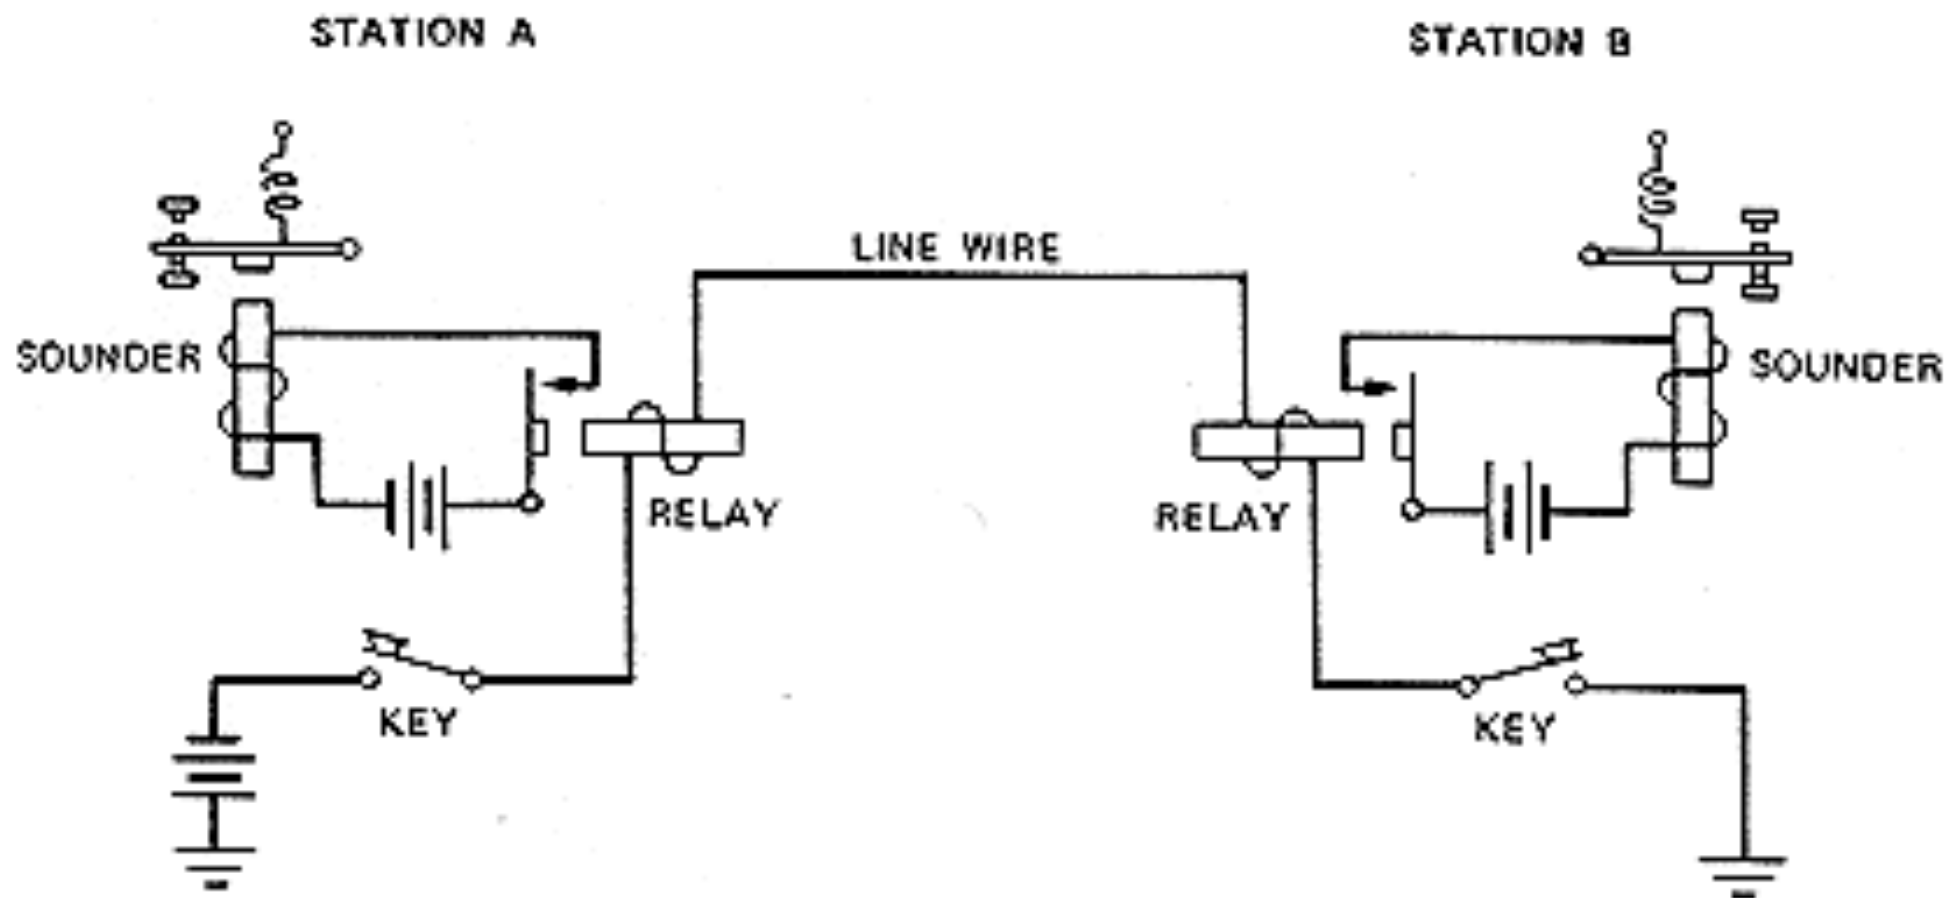 STATION A
STATION B
LINE WIRE
SOUNDER
SOUNDER
RELAY
RELAY
KEY
KEY